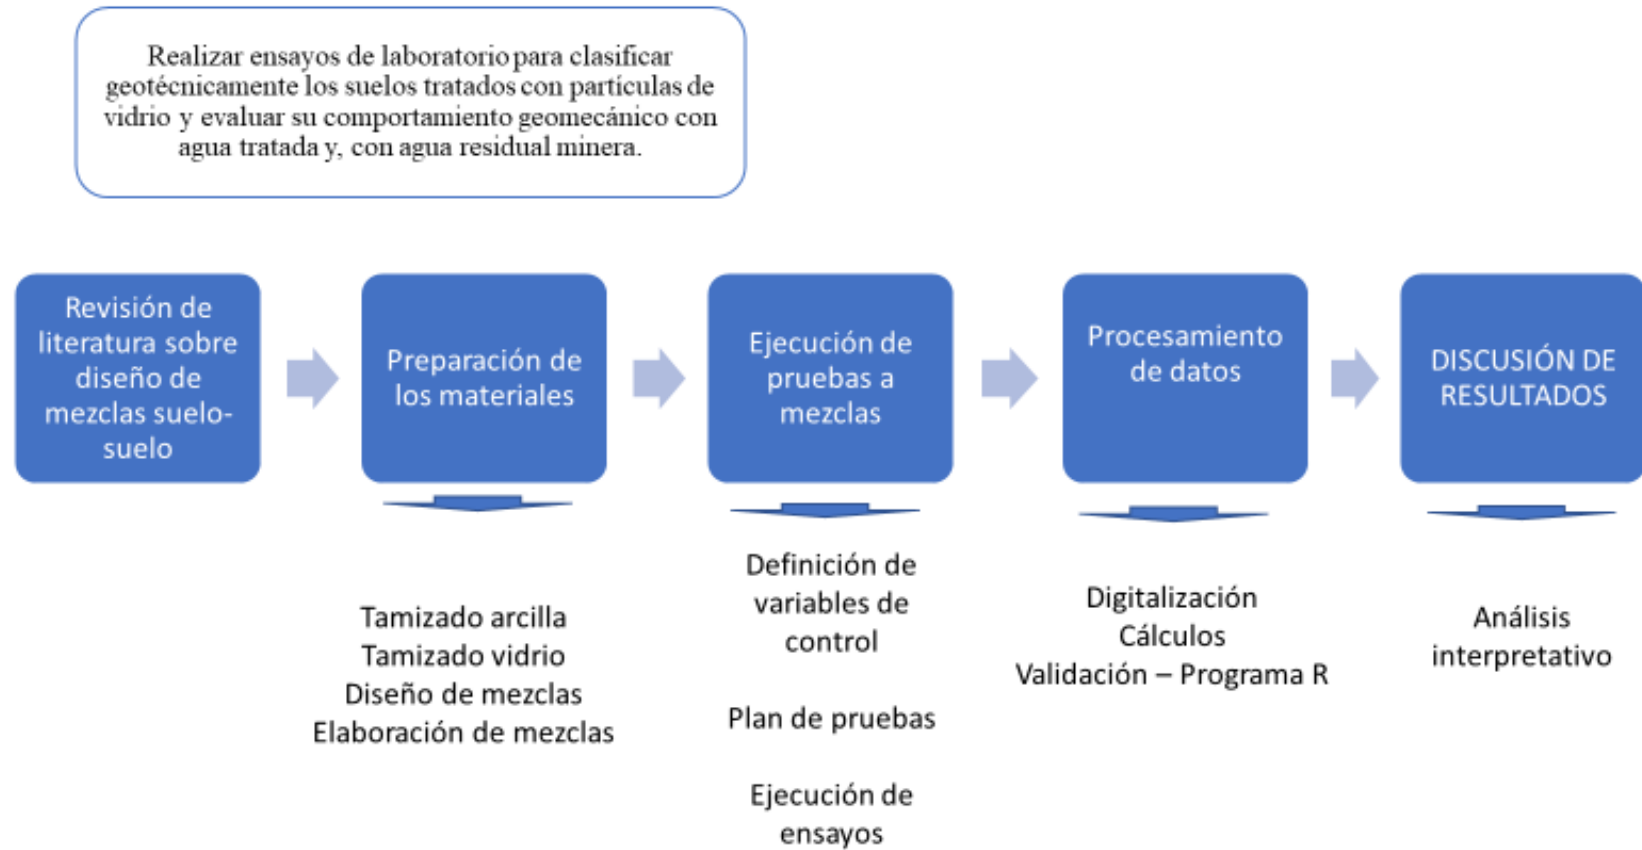 Realizar ensayos de laboratorio para clasificar
geotécnicamente los suelos tratados con partículas de
vidrio y evaluar su comportamiento geomecánico con
agua tratada y, con agua residual minera.
Revisión de
literatura sobre
diseño de
mezclas suelo-
suelo
Preparación de
los materiales
Ejecución de
pruebas a
mezclas
Procesamiento
de datos
DISCUSIÓN DE
RESULTADOS
Tamizado arcilla
Tamizado vidrio
Diseño de mezclas
Elaboración de mezclas
Definición de
variables de
control
Plan de pruebas
Ejecución de
ensayos
Digitalización
Cálculos
Validación – Programa R
Análisis
interpretativo